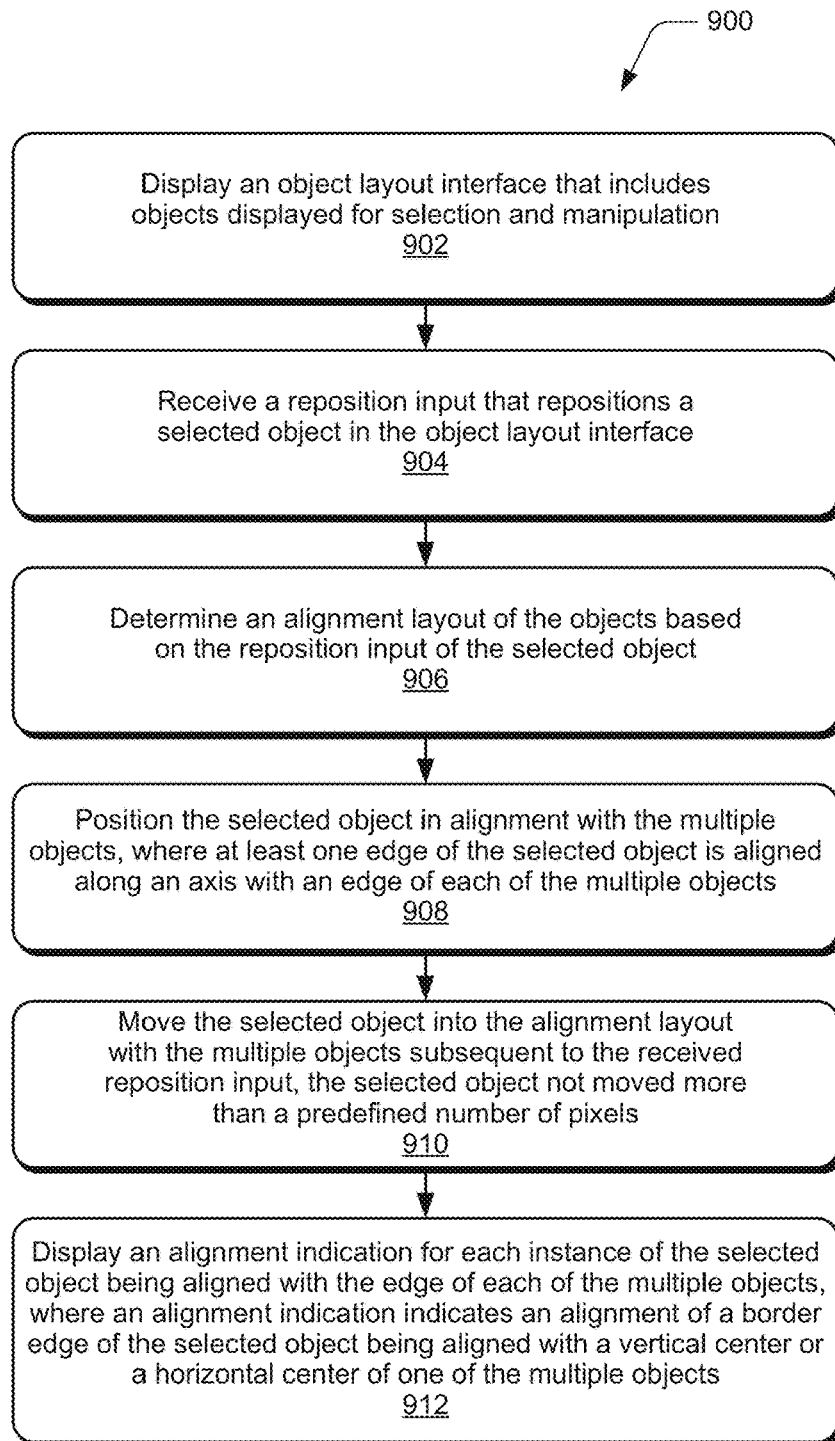 900
Display an object layout interface that includes
objects displayed for selection and manipulation
902
Receive a reposition input that repositions a
selected object in the object layout interface
904
Determine an alignment layout of the objects based
on the reposition input of the selected object
906
Position the selected object in alignment with the multiple
objects, where at least one edge of the selected object is aligned
along an axis with an edge of each of the multiple objects
908
Move the selected object into the alignment layout
with the multiple objects subsequent to the received
reposition input, the selected object not moved more
than a predefined number of pixels
910
Display an alignment indication for each instance of the selected
object being aligned with the edge of each of the multiple objects,
where an alignment indication indicates an alignment of a border
edge of the selected object being aligned with a vertical center or
a horizontal center of one of the multiple objects
912